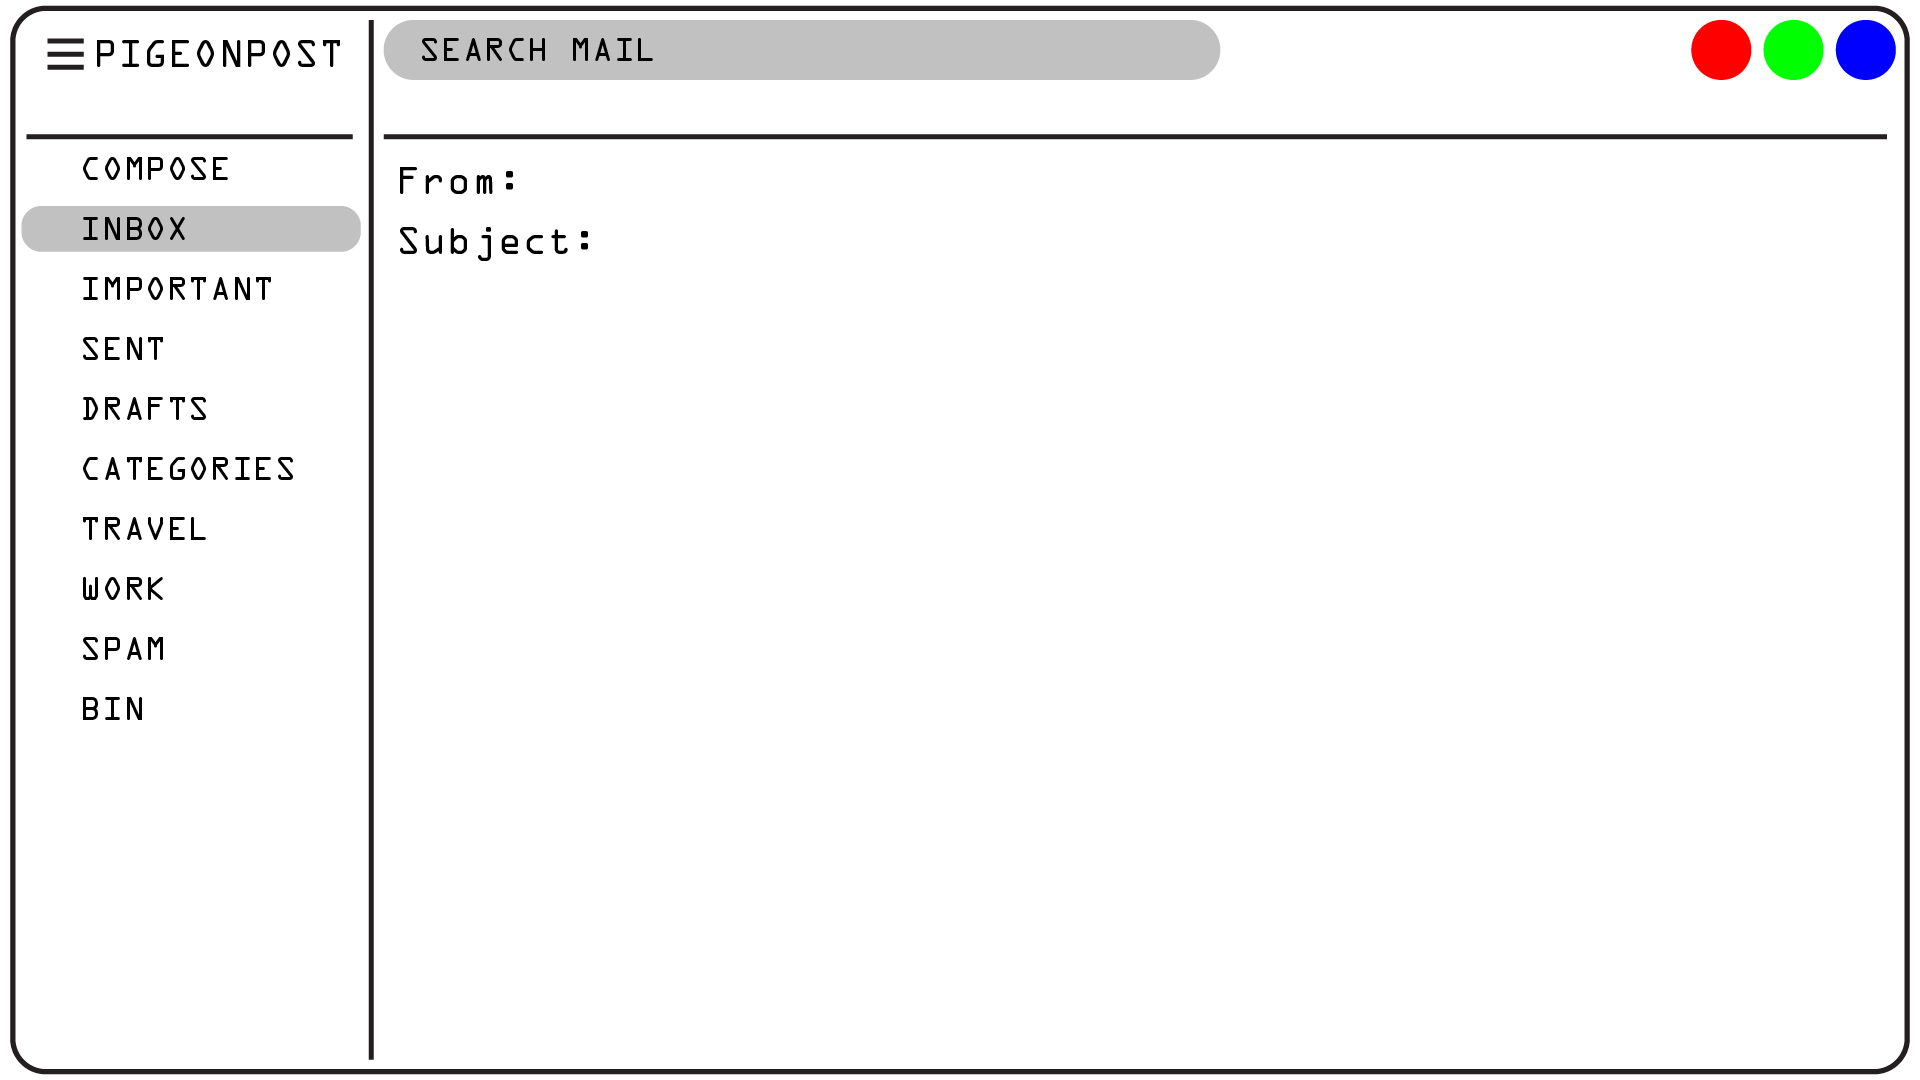 PIGEONPOST
SEARCH MAIL
COMPOSE
INBOX
IMPORTANT
SENT
DRAFTS
CATEGORIES
TRAVEL
WORK
SPAM
BIN
From:
Subject: